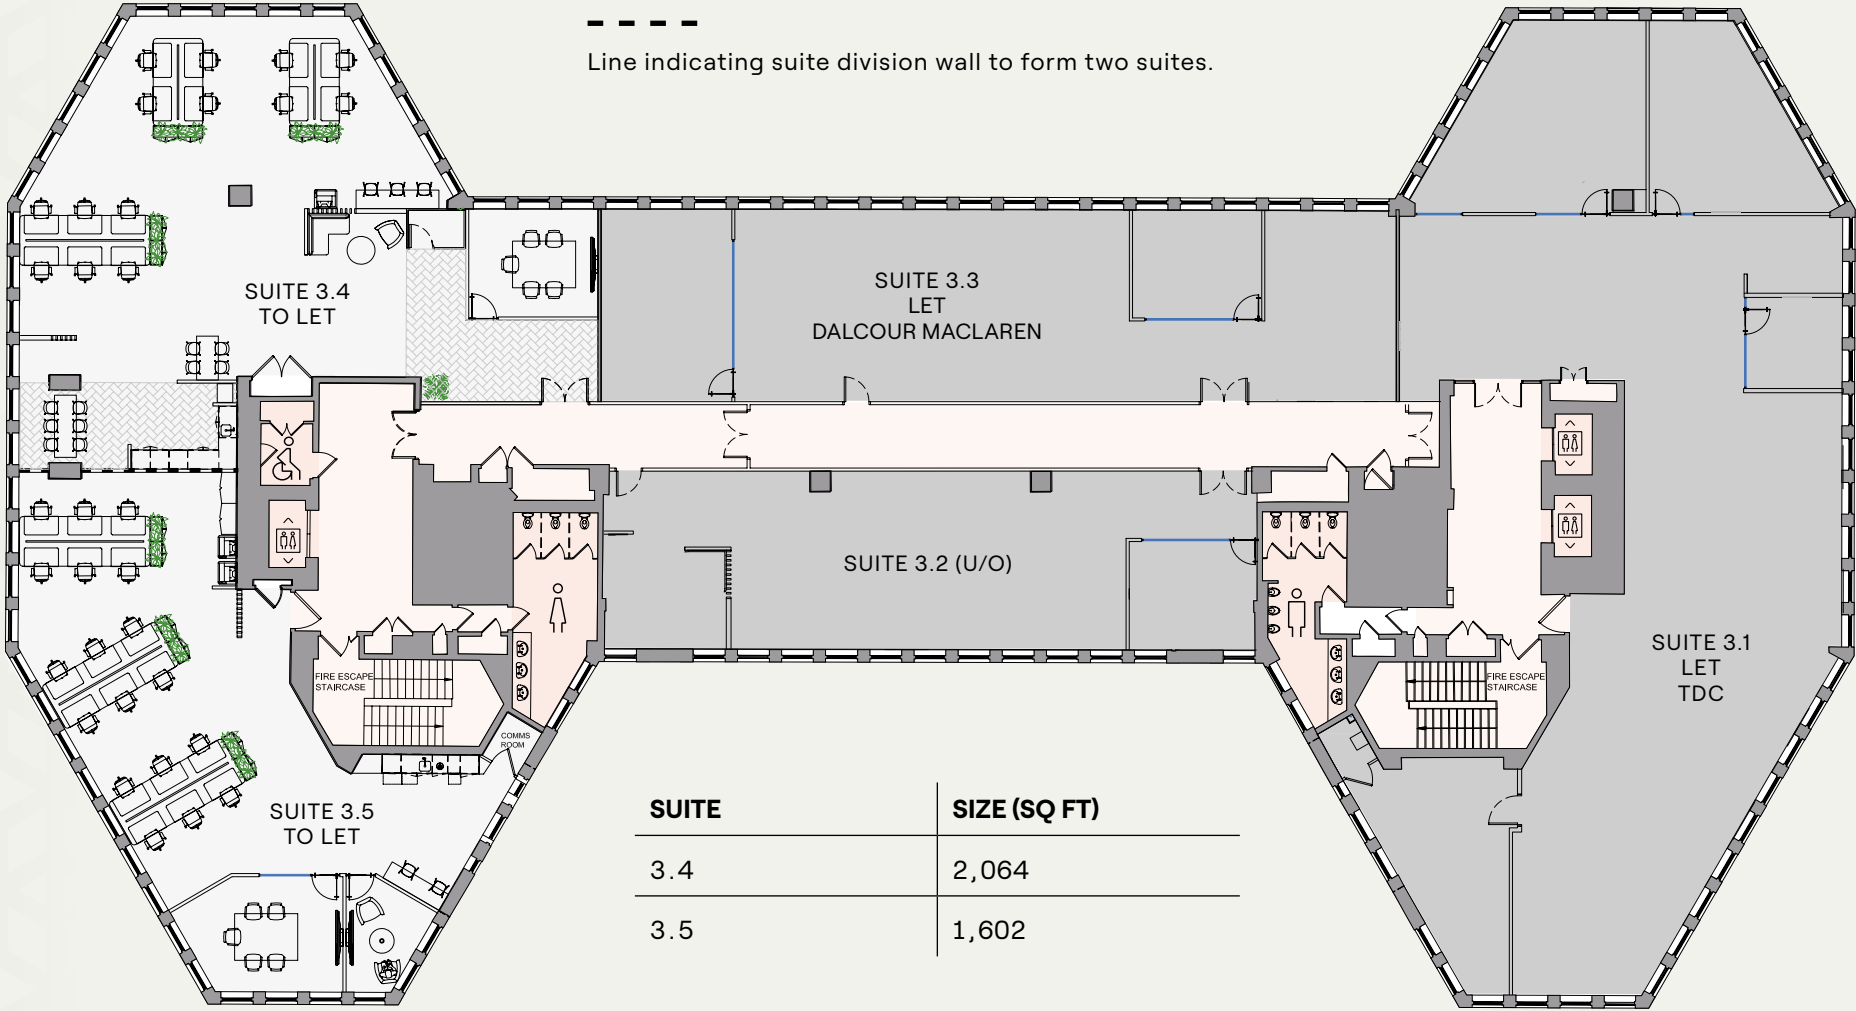 Line indicating suite division wall to form two suites.
SUITE 3.4
TO LET
SUITE 3.3
LET
DALCOUR MACLAREN
SUITE 3.2 (U/O)
SUITE 3.1
LET
TDC
FIRE ESCAPE
STAIRCASE
FIRE ESCAPE
STAIRCASE
COMMS
ROOM
SUITE 3.5
TO LET
SUITE SIZE (SQ FT)
3.4 2,064
3.5 1,602